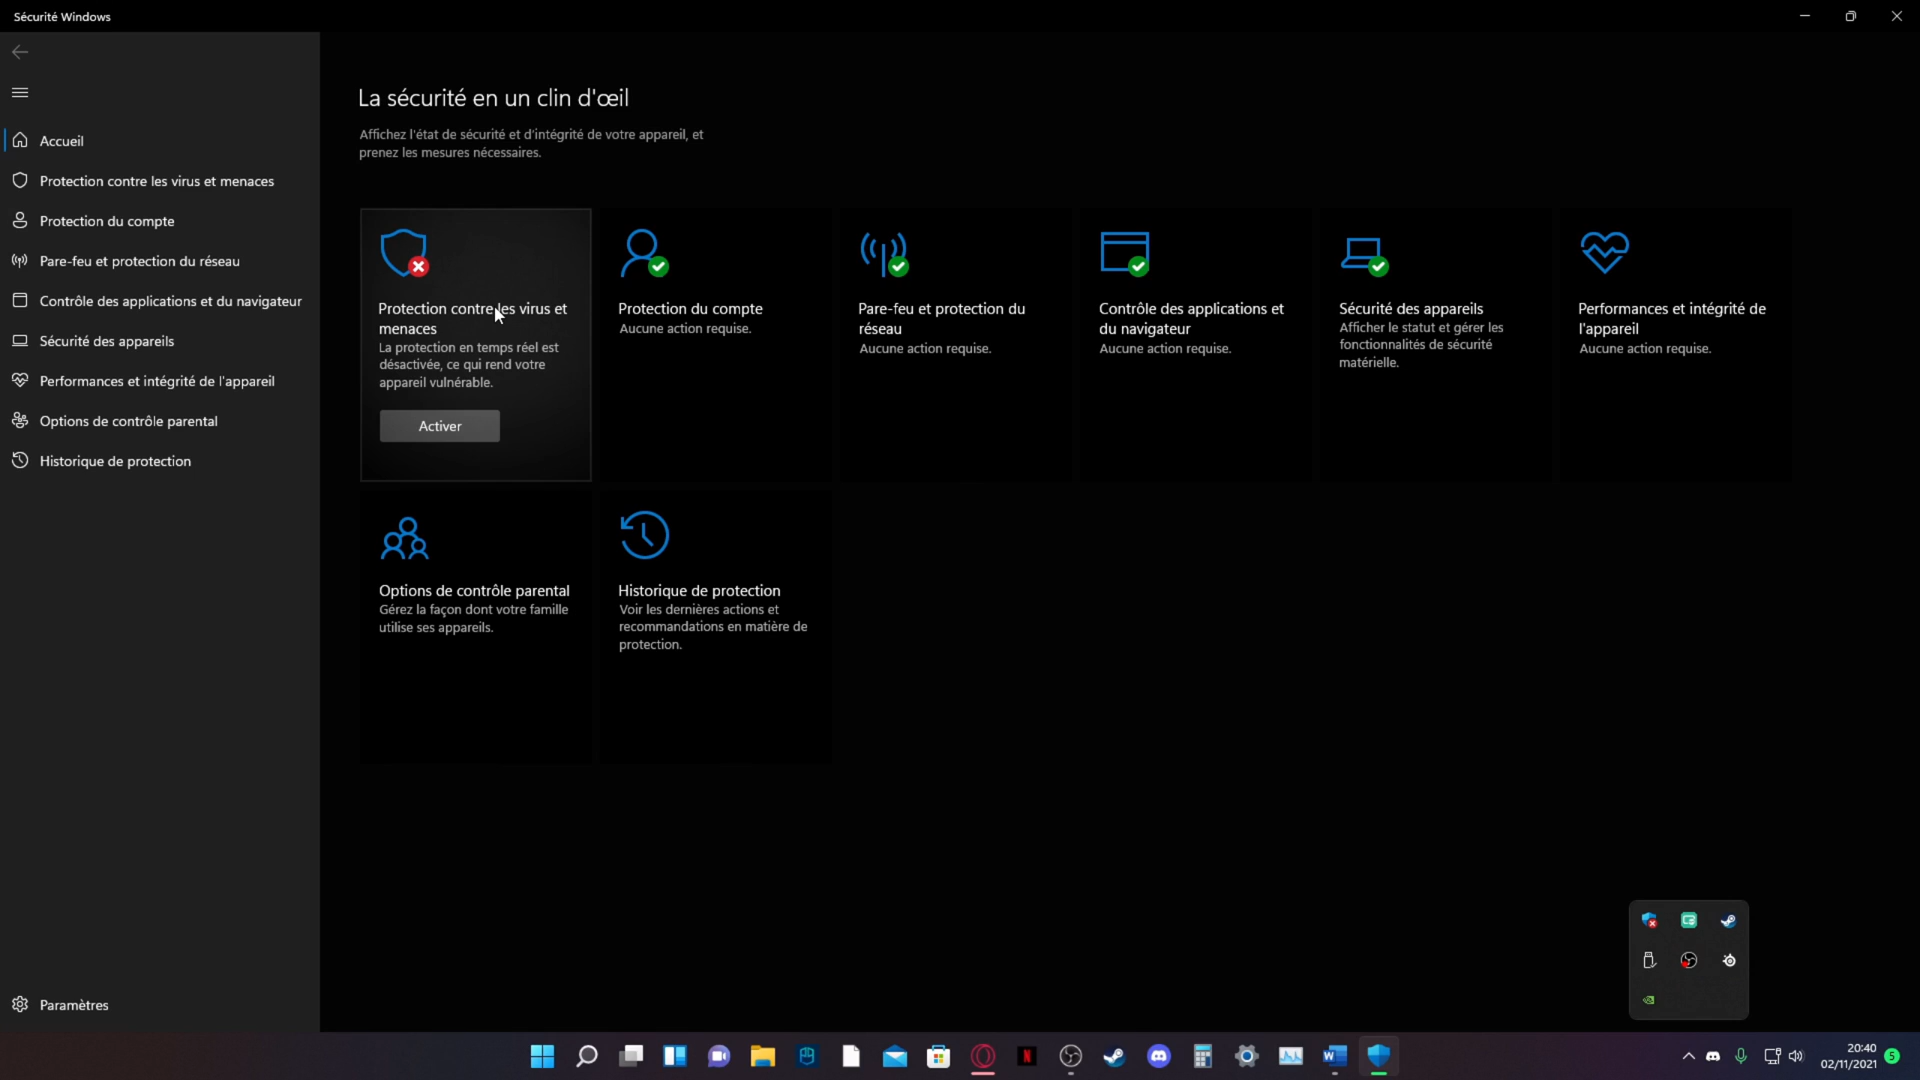 Sécurité Windows
Accueil
Protection contre les virus et menaces
Protection du compte
Pare-feu et protection du réseau
Contrôle des applications et du navigateur
Sécurité des appareils
Performances et intégrité de l'appareil
Options de contrôle parental
Historique de protection
Paramètres
La sécurité en un clin d'œil
Affichez l'état de sécurité et d'intégrité de votre appareil, et
prenez les mesures nécessaires.
Protection contre les virus et
menaces
La protection en temps réel est
désactivée, ce qui rend votre
appareil vulnérable.
Activer
Protection du compte
Aucune action requise.
Pare-feu et protection du
réseau
Aucune action requise.
Contrôle des applications et
du navigateur
Aucune action requise.
Sécurité des appareils
Afficher le statut et gérer les
fonctionnalités de sécurité
matérielle.
Performances et intégrité de
l'appareil
Aucune action requise.
Options de contrôle parental
Gérez la façon dont votre famille
utilise ses appareils.
Historique de protection
Voir les dernières actions et
recommandations en matière de
protection.
20:40
02/11/2021
5